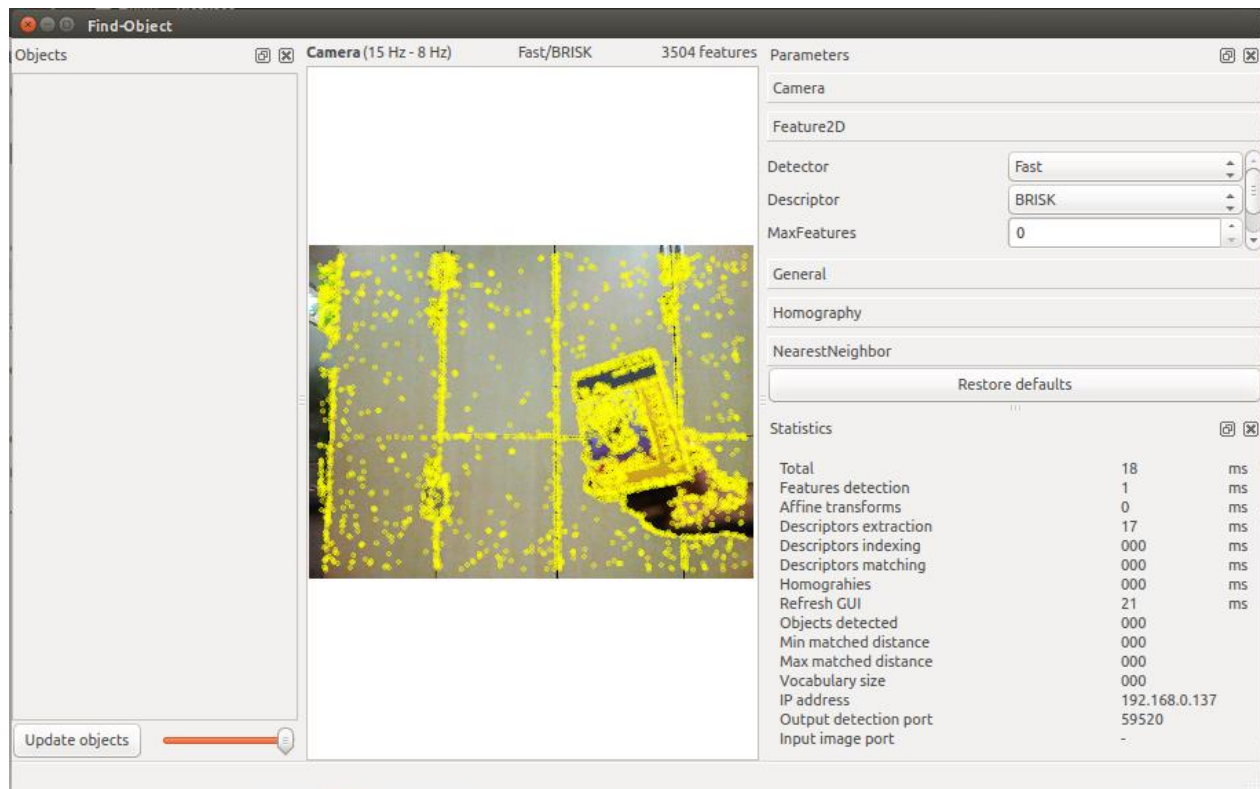 Find-Object
Objects
Camera (15 Hz - 8 Hz) Fast/BRISK 3504 features
Parameters
Camera
Feature2D
Detector Fast
Descriptor BRISK
MaxFeatures 0
General
Homography
NearestNeighbor
Restore defaults
Statistics
Total 18 ms
Features detection 1 ms
Affine transforms 0 ms
Descriptors extraction 17 ms
Descriptors indexing 000 ms
Descriptors matching 000 ms
Homograhies 000 ms
Refresh GUI 21 ms
Objects detected 000
Min matched distance 000
Max matched distance 000
Vocabulary size 000
IP address 192.168.0.137
Output detection port 59520
Input image port -
Update objects